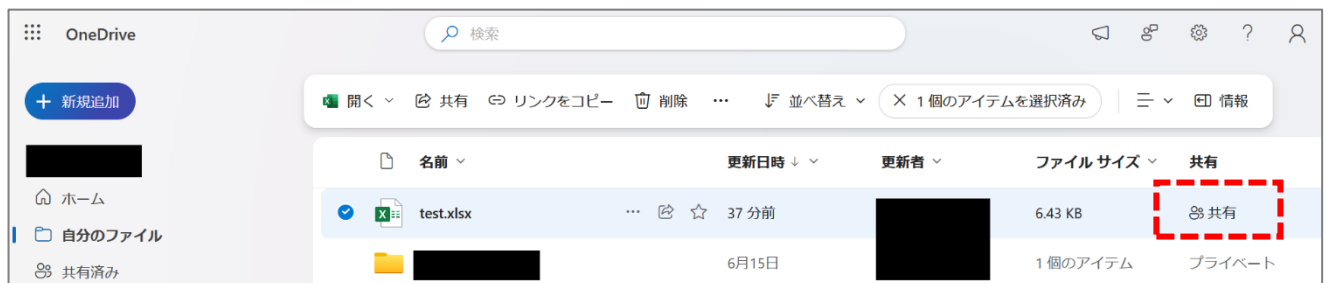 OneDrive
検索
新規追加
開く 共有 リンクをコピー 削除 … 並べ替え 1 個のアイテムを選択済み 情報
名前 更新日時 更新者 ファイル サイズ 共有
ホーム
test.xlsx … 37 分前 6.43 KB 共有
自分のファイル
共有済み
6月15日 1 個のアイテム プライベート